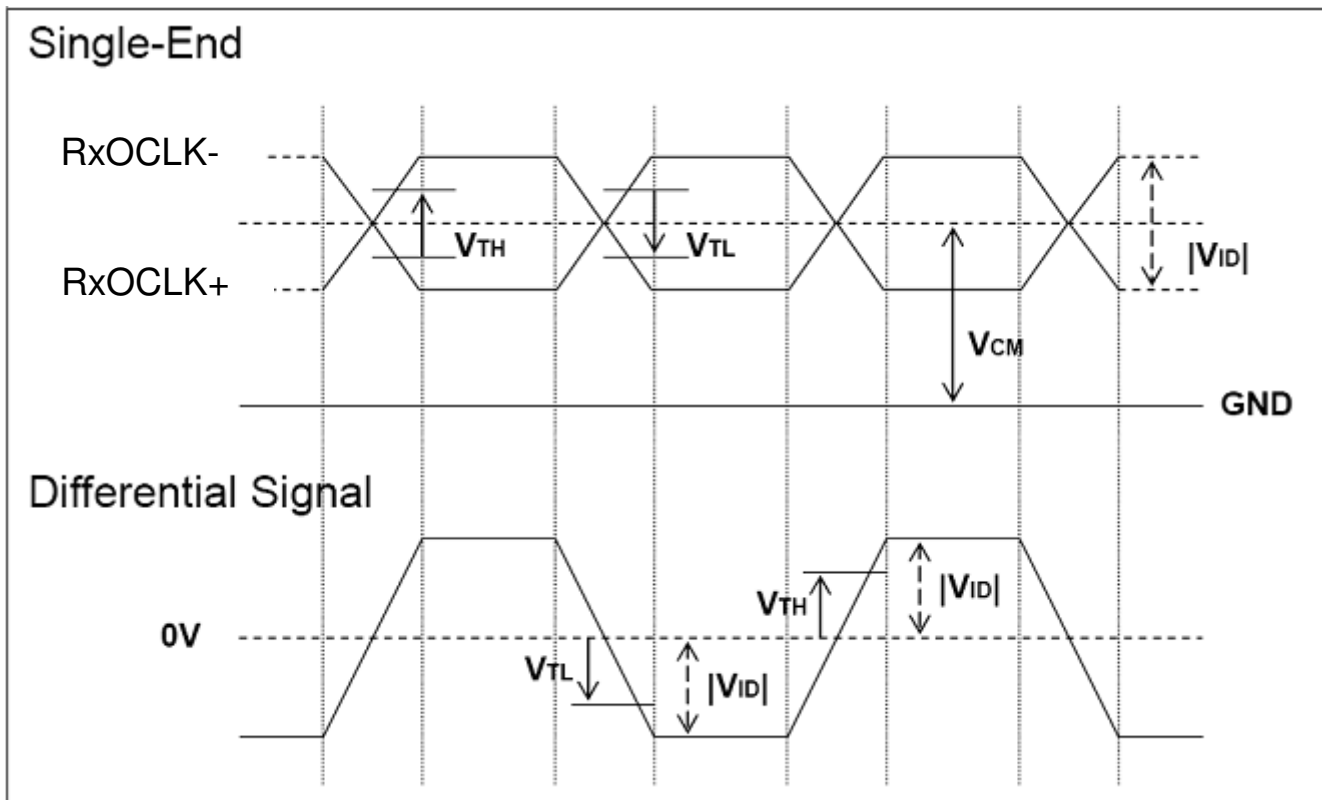 Single-End
RxOCLK-
VTH
VTL
|VID|
RxOCLK+
VCM
GND
Differential Signal
VTH
|VID|
0V
VTL
|VID|